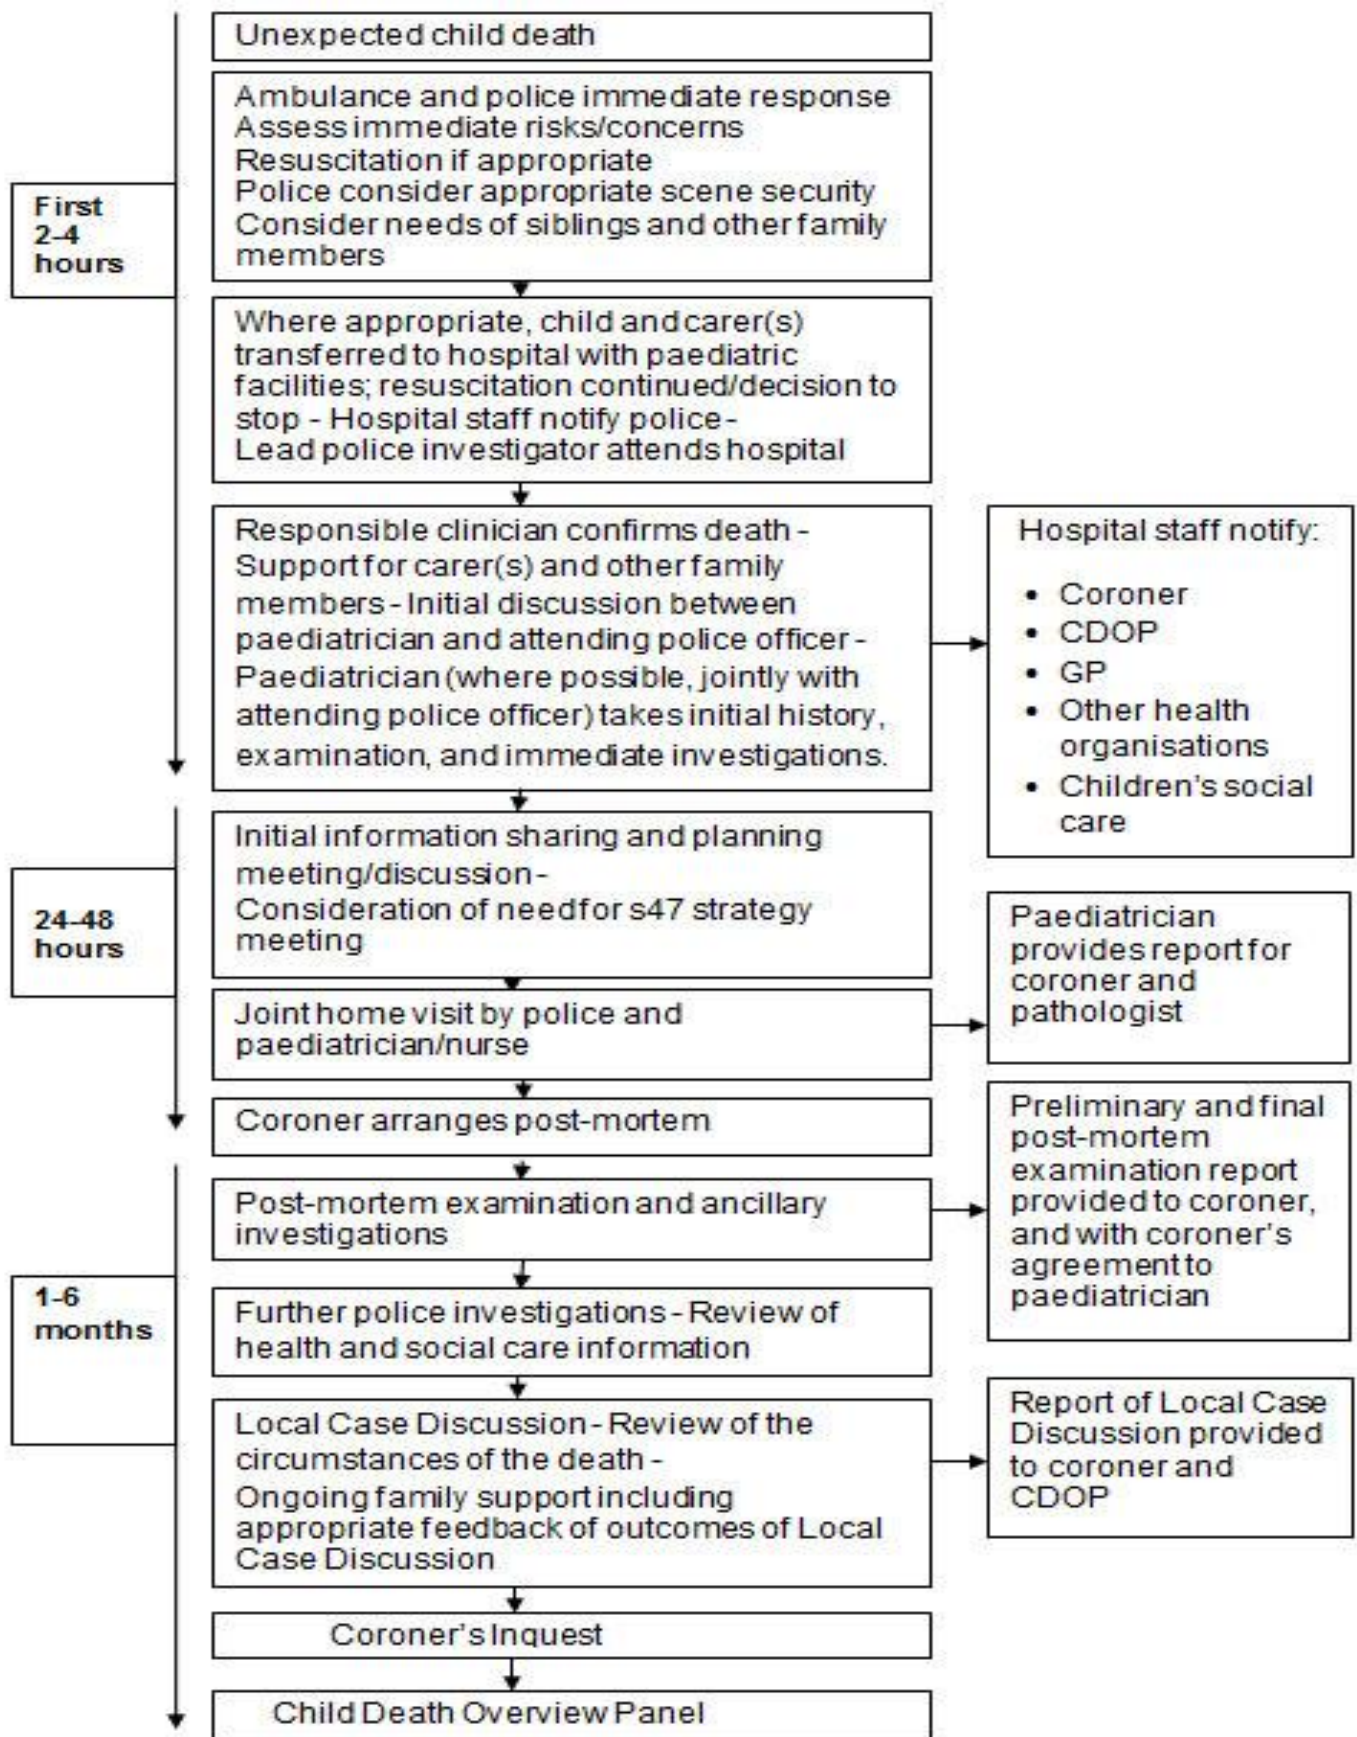 Unexpected child death
Ambulance and police immediate response
Assess immediate risks/concerns
Resuscitation if appropriate
Police consider appropriate scene security
Consider needs of siblings and other family
members
First
2-4
hours
Where appropriate, child and carer(s)
transferred to hospital with paediatric
facilities; resuscitation continued/decision to
stop - Hospital staff notify police -
Lead police investigator attends hospital
Responsible clinician confirms death -
Support for carer(s) and other family
members - Initial discussion between
paediatrician and attending police officer -
Paediatrician (where possible, jointly with
attending police officer) takes initial history,
examination, and immediate investigations.
Hospital staff notify:
• Coroner
• CDOP
• GP
• Other health
organisations
• Children's social
care
24-48
hours
Initial information sharing and planning
meeting/discussion -
Consideration of need for s47 strategy
meeting
Joint home visit by police and
paediatrician/nurse
Paediatrician
provides report for
coroner and
pathologist
Coroner arranges post-mortem
1-6
months
Post-mortem examination and ancillary
investigations
Preliminary and final
post-mortem
examination report
provided to coroner,
and with coroner's
agreement to
paediatrician
Further police investigations - Review of
health and social care information
Local Case Discussion - Review of the
circumstances of the death -
Ongoing family support including
appropriate feedback of outcomes of Local
Case Discussion
Report of Local Case
Discussion provided
to coroner and
CDOP
Coroner's Inquest
Child Death Overview Panel